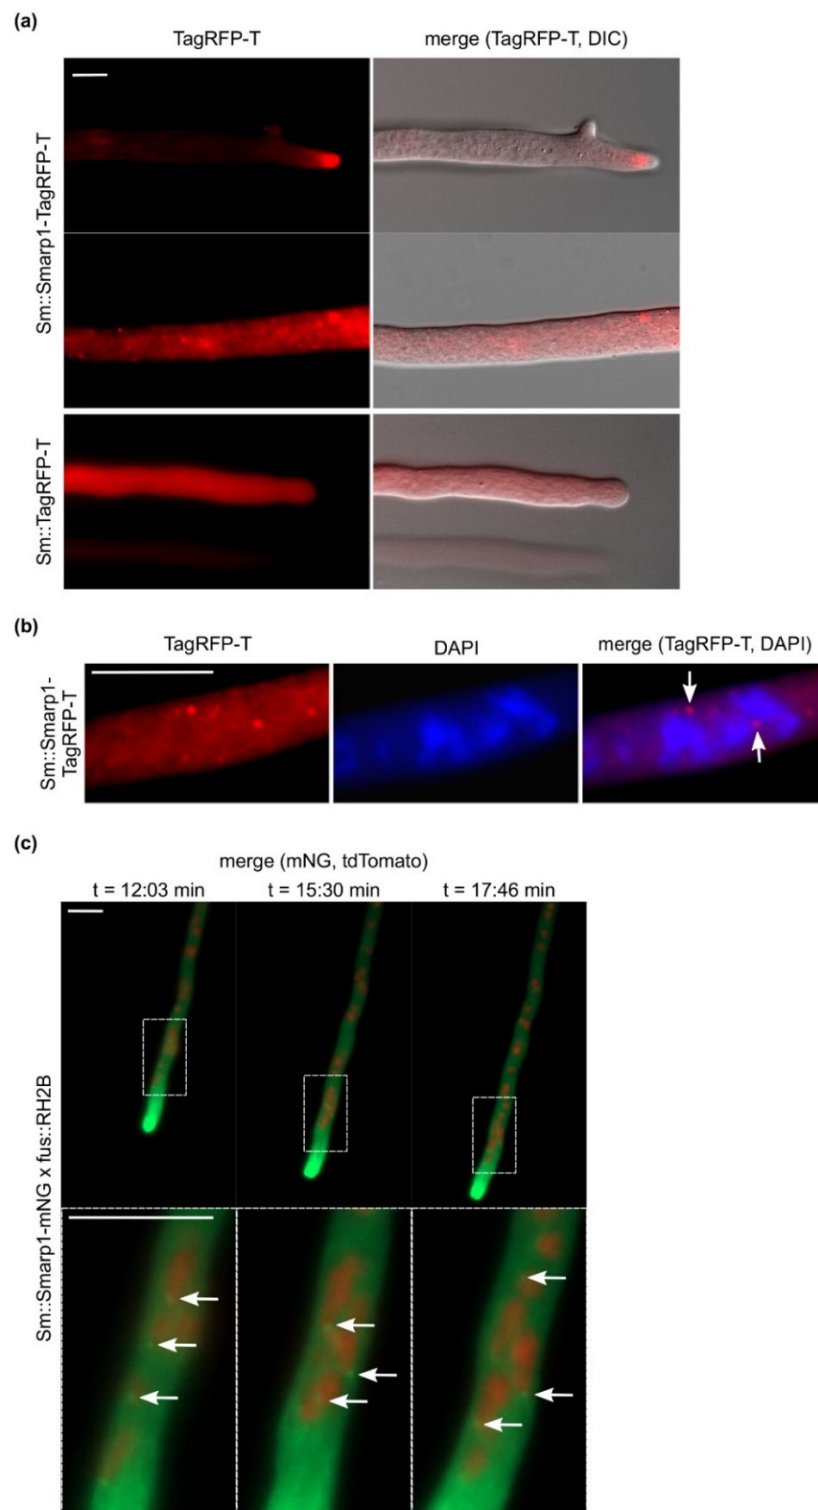 (a)
TagRFP-T
merge (TagRFP-T, DIC)
Sm::Smarp1-TagRFP-T
Sm::TagRFP-T
(b)
TagRFP-T
DAPI
merge (TagRFP-T, DAPI)
Sm::Smarp1-
TagRFP-T
(c)
merge (mNG, tdTomato)
t = 12:03 min
t = 15:30 min
t = 17:46 min
Sm::Smarp1-mNG x fus::RH2B